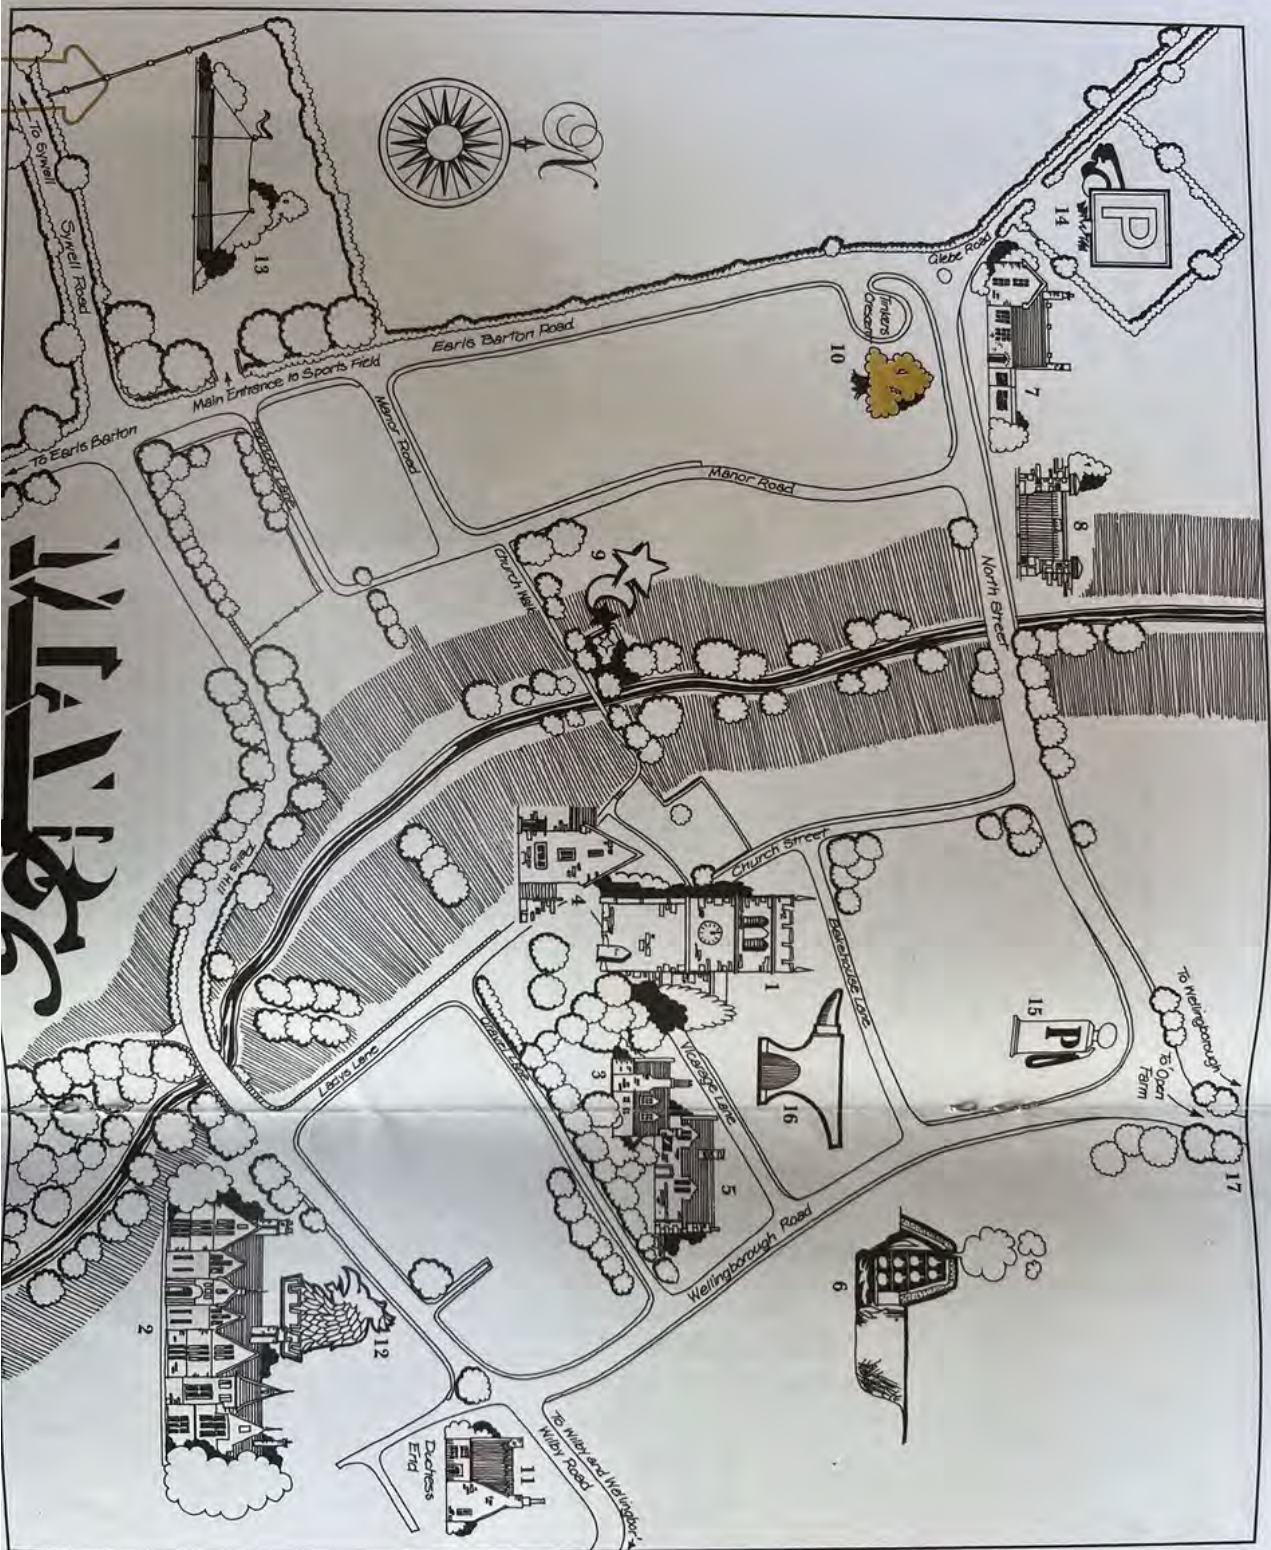 To Wellingborough
To Open
Farm
17
P
14
Glebe Road
7
8
North Street
15
P
Tinkers
Crescent
10
Manor Road
Church Street
Bakehouse Lane
1
16
6
N
Earls Barton Road
9
Church Walk
4
Vicarage Lane
3
5
Wellingborough Road
13
Main Entrance to Sports Field
Manor Road
Ladys Lane
12
11
To Wilby and Wellingbor'
Wilby Road
Duchess
End
2
To Sywell
Sywell Road
To Earls Barton